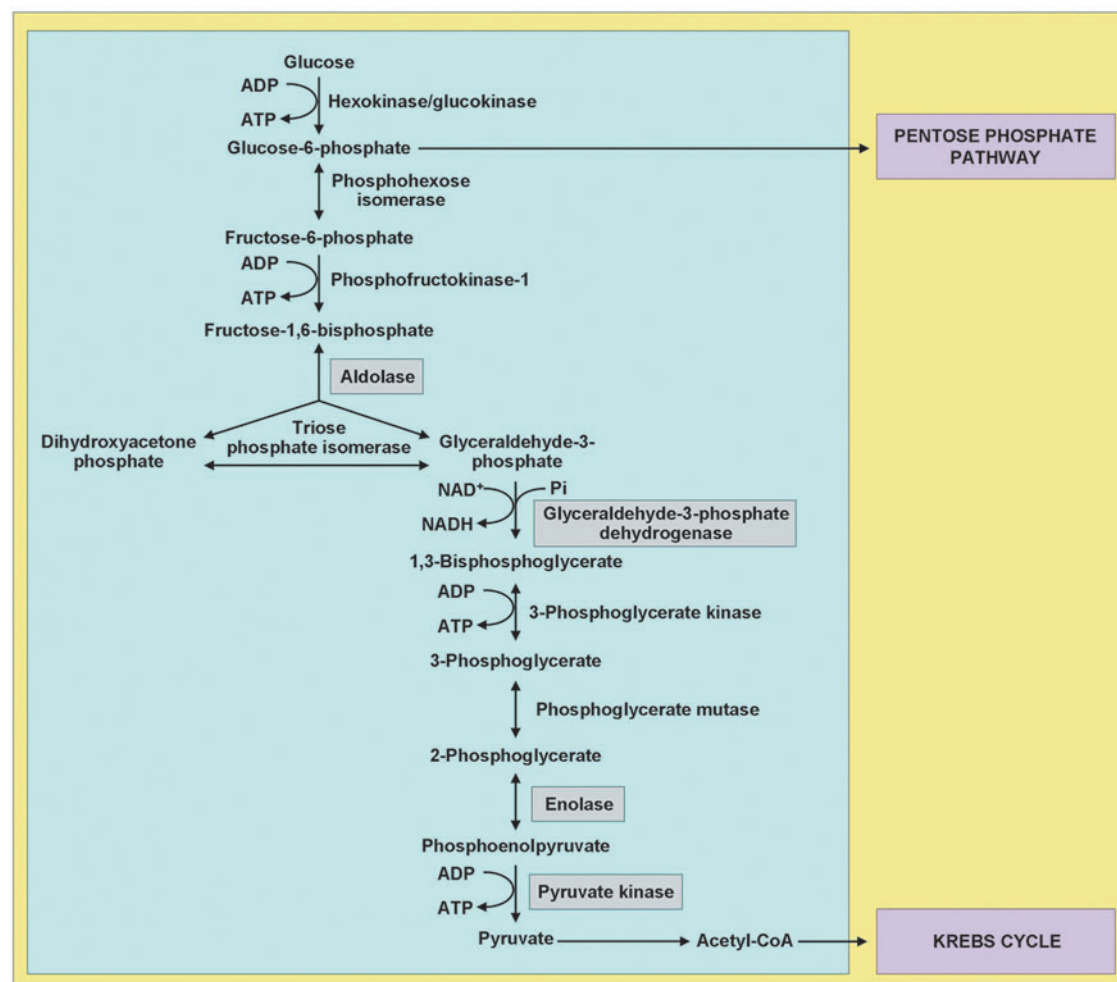 Glucose
ADP
Hexokinase/glucokinase
ATP
Glucose-6-phosphate
PENTOSE PHOSPHATE
PATHWAY
Phosphohexose
isomerase
Fructose-6-phosphate
ADP
Phosphofructokinase-1
ATP
Fructose-1,6-bisphosphate
Aldolase
Dihydroxyacetone
phosphate
Triose
phosphate isomerase
Glyceraldehyde-3-
phosphate
NAD⁺
Pi
NADH
Glyceraldehyde-3-phosphate
dehydrogenase
1,3-Bisphosphoglycerate
ADP
3-Phosphoglycerate kinase
ATP
3-Phosphoglycerate
Phosphoglycerate mutase
2-Phosphoglycerate
Enolase
Phosphoenolpyruvate
ADP
Pyruvate kinase
ATP
Pyruvate
Acetyl-CoA
KREBS CYCLE